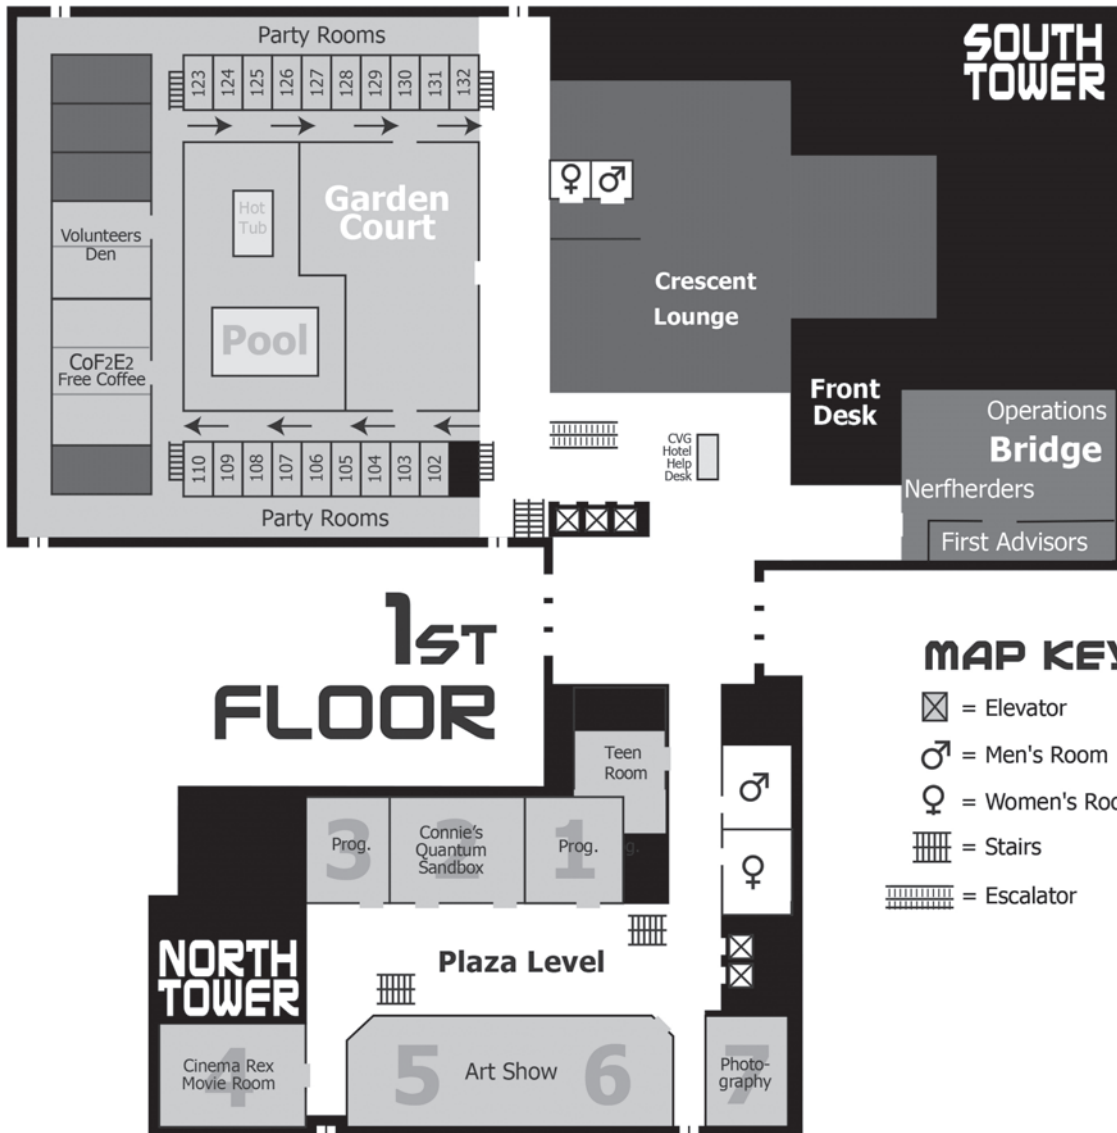 Party Rooms
SOUTH
TOWER
123
124
125
126
127
128
129
130
131
132
Garden
Court
Hot
Tub
Volunteers
Den
Crescent
Lounge
Pool
CoF2E2
Free Coffee
Front
Desk
Operations
Bridge
Nerfherders
First Advisors
CVG
Hotel
Help
Desk
110
109
108
107
106
105
104
103
102
Party Rooms
1ST
FLOOR
MAP KEY
= Elevator
= Men's Room
= Women's Roo
= Stairs
= Escalator
Teen
Room
3
Prog.
2
Connie's
Quantum
Sandbox
1
Prog.
g.
NORTH
TOWER
Plaza Level
4
Cinema Rex
Movie Room
5
Art Show
6
7
Photo-
graphy